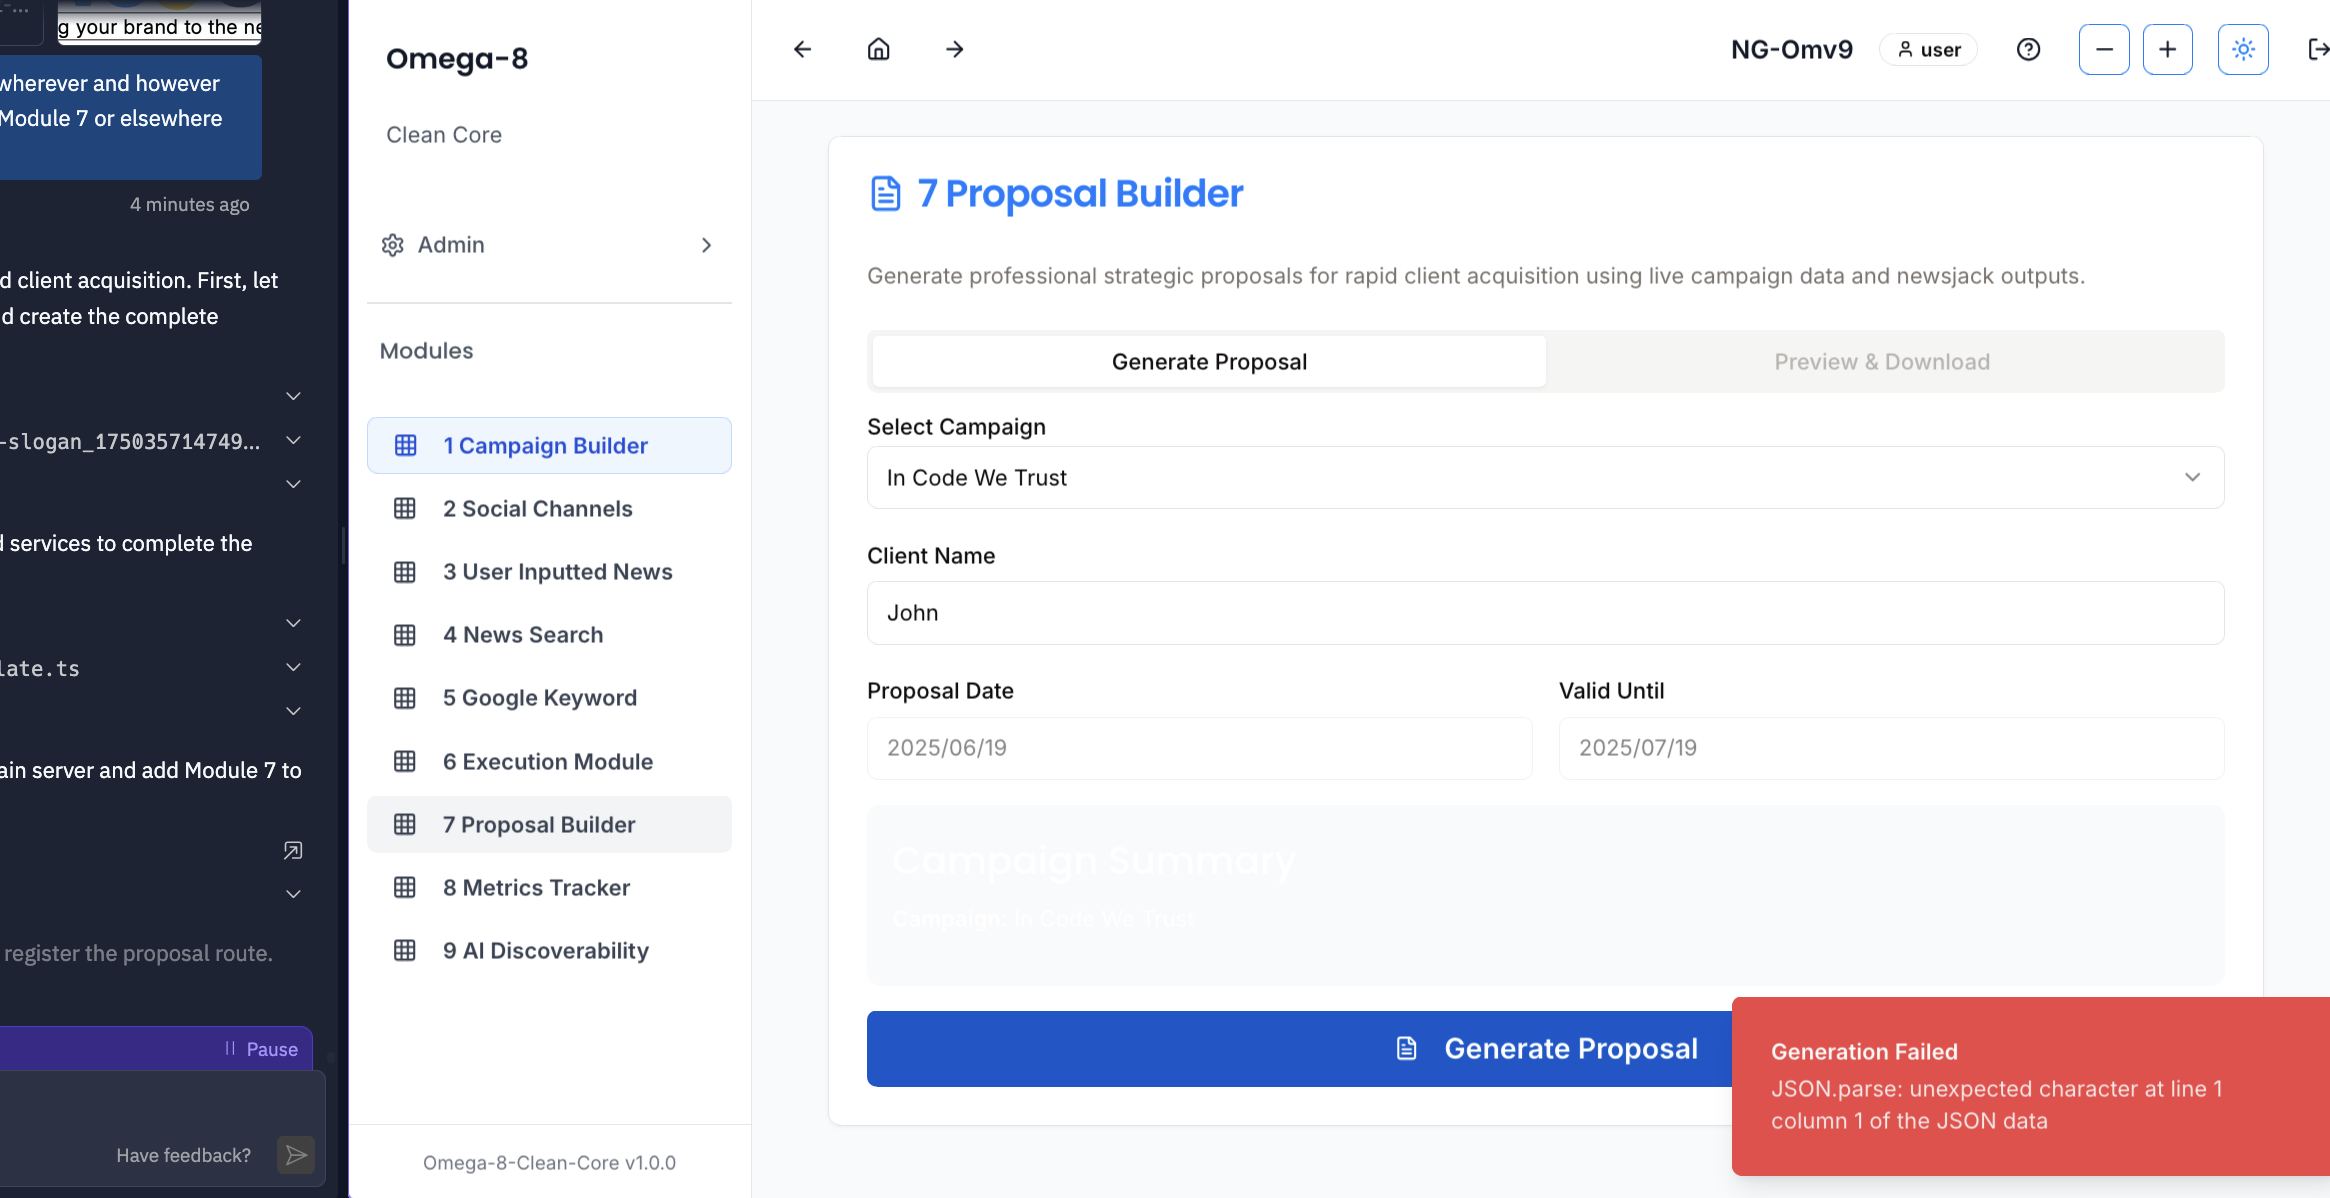 g your brand to the ne
wherever and however
Module 7 or elsewhere
4 minutes ago
d client acquisition. First, let
d create the complete
-slogan_175035714749...
d services to complete the
late.ts
ain server and add Module 7 to
register the proposal route.
Pause
Have feedback?
Omega-8
Clean Core
Admin
Modules
1 Campaign Builder
2 Social Channels
3 User Inputted News
4 News Search
5 Google Keyword
6 Execution Module
7 Proposal Builder
8 Metrics Tracker
9 AI Discoverability
Omega-8-Clean-Core v1.0.0
NG-Omv9
user
7 Proposal Builder
Generate professional strategic proposals for rapid client acquisition using live campaign data and newsjack outputs.
Generate Proposal
Preview & Download
Select Campaign
In Code We Trust
Client Name
John
Proposal Date
Valid Until
2025/06/19
2025/07/19
Campaign Summary
Campaign: In Code We Trust
Generate Proposal
Generation Failed
JSON.parse: unexpected character at line 1
column 1 of the JSON data